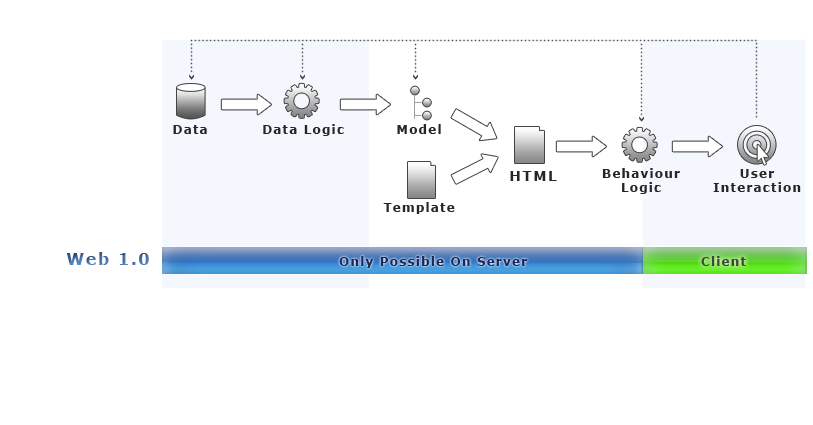 Data
Data Logic
Model
Template
HTML
Behaviour
Logic
User
Interaction
Web 1.0
Only Possible On Server
Client